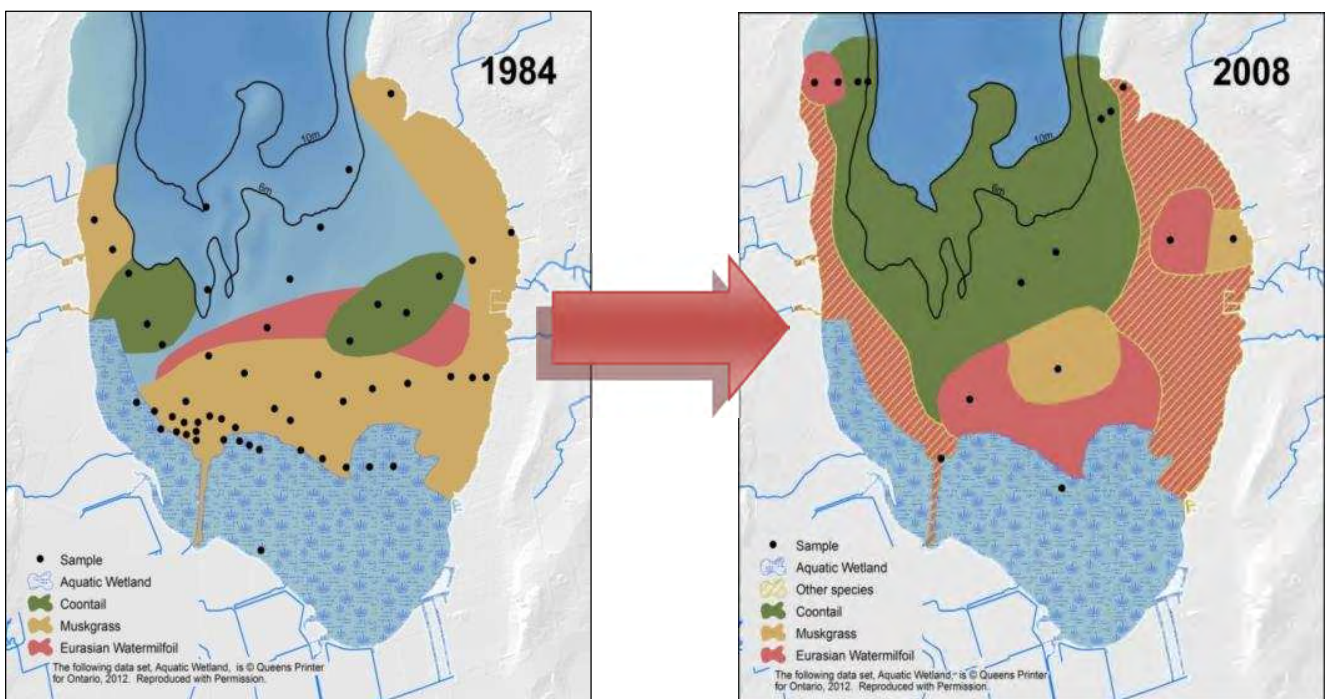 1984
10m
6m
Sample
Aquatic Wetland
Coontail
Muskgrass
Eurasian Watermilfoil
The following data set, Aquatic Wetland, is © Queens Printer
for Ontario, 2012. Reproduced with Permission.
2008
10m
6m
Sample
Aquatic Wetland
Other species
Coontail
Muskgrass
Eurasian Watermilfoil
The following data set, Aquatic Wetland, is © Queens Printer
for Ontario, 2012. Reproduced with Permission.